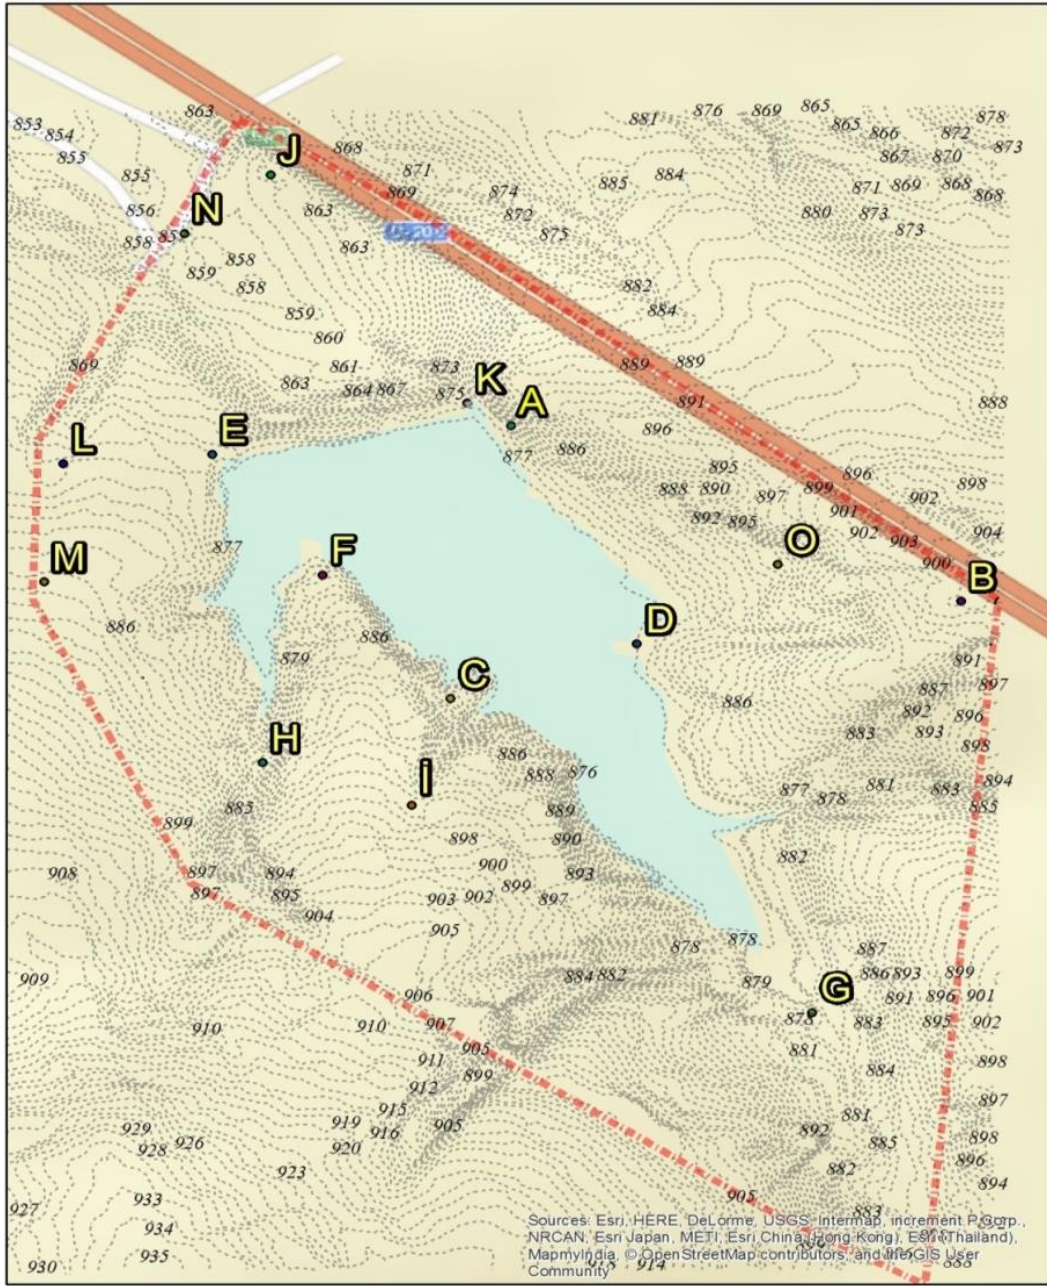 863 881 876 869 865 878
853 854 865 866 872 873
855 J 868 867 870
855 871 885 884 871 869 868 868
856 N 863 869 874 872 880 873
858 863 875 873
859 858
858 882
859 884
860
869 861 873 889 889
863 864 867 875 K 891 888
L E A 896
877 886 895 896 898
888 890 897 899 902
892 895 901
877 902 903 904
M F O 900 B
886 886 D
879 891
C 886 887 897
892 896
H 883 893
886 898
İ 888 876 877 881 894
885 889 878 883 885
899 898 890
882
908 897 894 900 893
897 895 903 902 899 897
904 905
878 878 887
909 884 882 879 886 893 899
906 G 891 896 901
910 910 907 878 883 895 902
911 905 881 898
912 899 884
915 897
929 919 916 905 892 881
928 926 920 885 898
923 882 896
933 905 894
927 934 883
935
930
Sources: Esri, HERE, DeLorme, USGS, Intermap, increment P Corp.,
NRCAN, Esri Japan, METI, Esri China (Hong Kong), Esri (Thailand),
MapmyIndia, © OpenStreetMap contributors, and the GIS User
Community
914